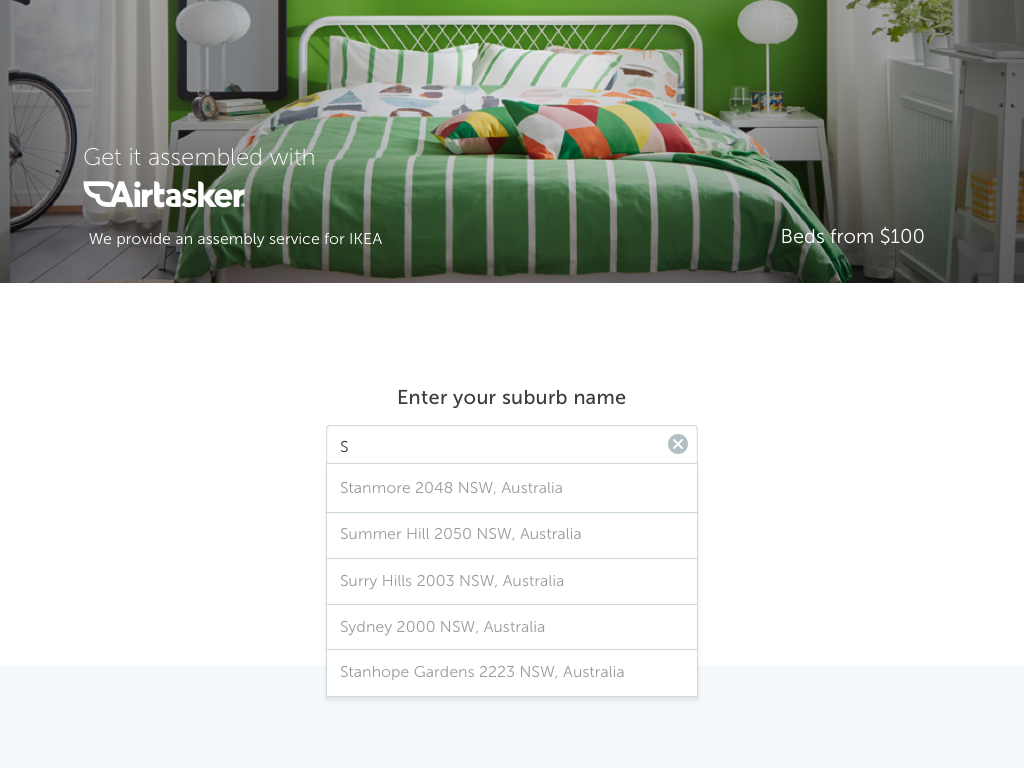 Get it assembled with
Airtasker
We provide an assembly service for IKEA
Beds from $100
Enter your suburb name
S
Stanmore 2048 NSW, Australia
Summer Hill 2050 NSW, Australia
Surry Hills 2003 NSW, Australia
Sydney 2000 NSW, Australia
Stanhope Gardens 2223 NSW, Australia